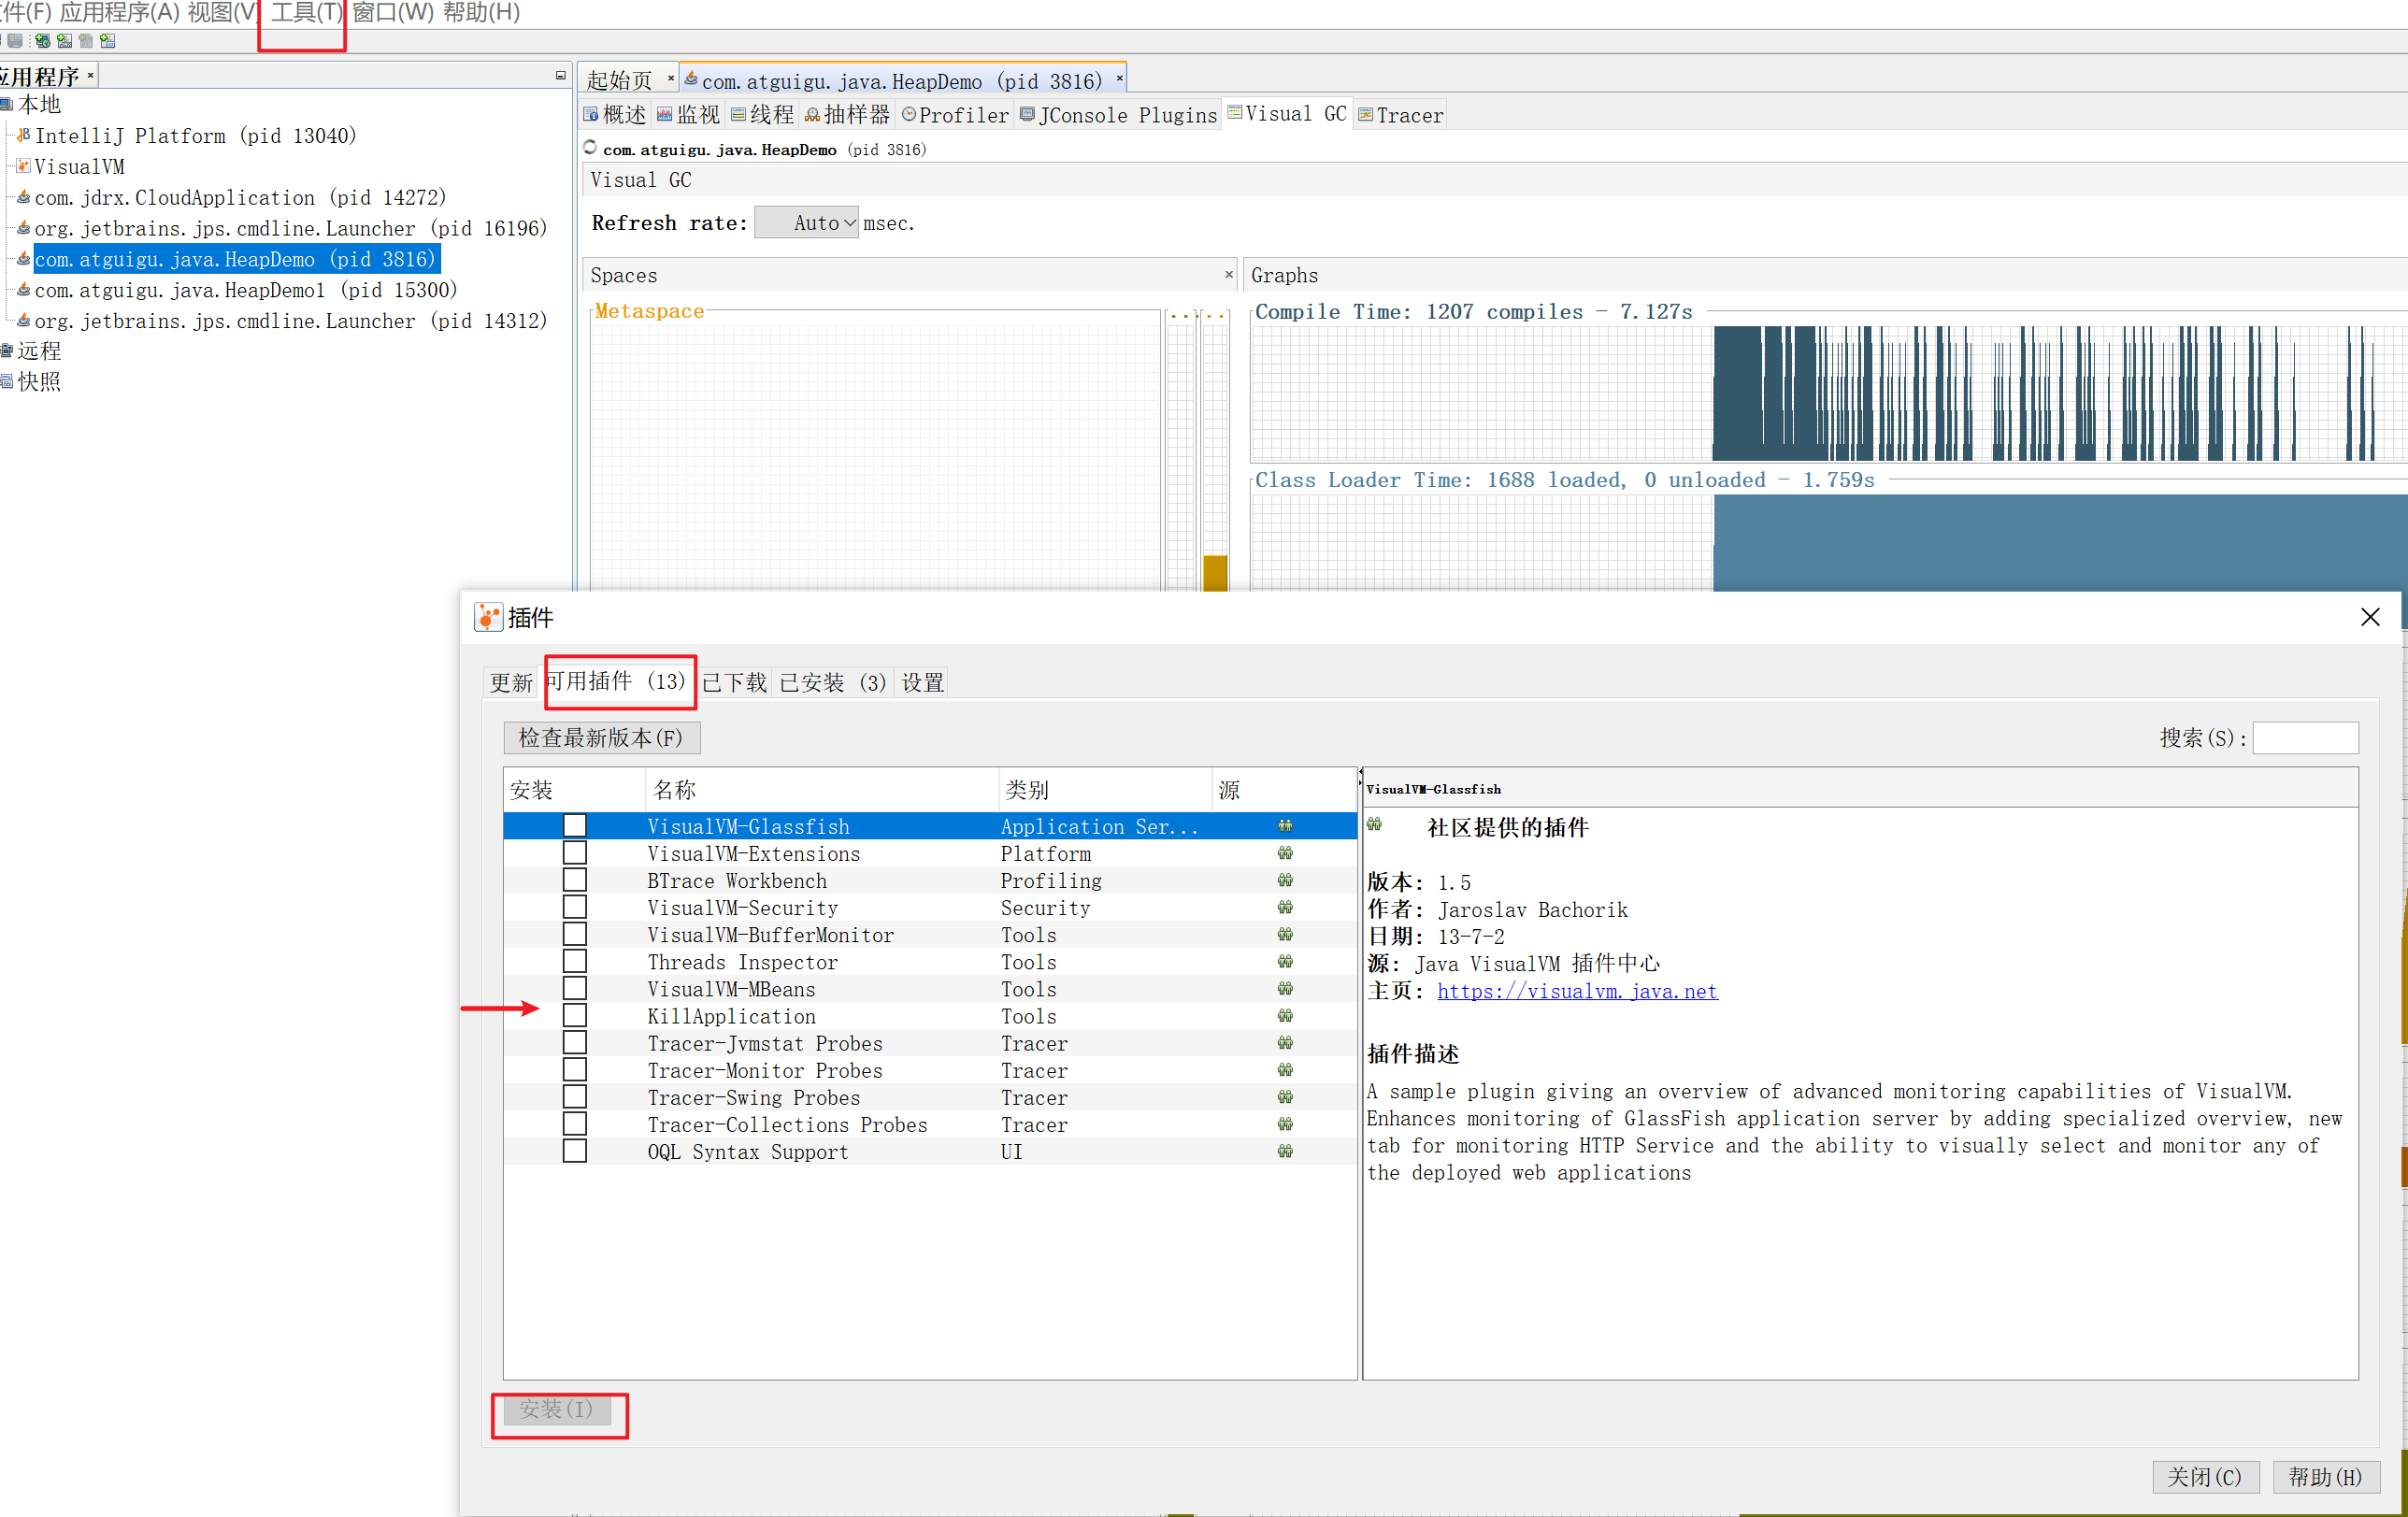 件(F) 应用程序(A) 视图(V) 工具(T) 窗口(W) 帮助(H)
应用程序
本地
IntelliJ Platform (pid 13040)
VisualVM
com.jdrx.CloudApplication (pid 14272)
org.jetbrains.jps.cmdline.Launcher (pid 16196)
com.atguigu.java.HeapDemo (pid 3816)
com.atguigu.java.HeapDemo1 (pid 15300)
org.jetbrains.jps.cmdline.Launcher (pid 14312)
远程
快照
起始页 com.atguigu.java.HeapDemo (pid 3816)
概述 监视 线程 抽样器 Profiler JConsole Plugins Visual GC Tracer
com.atguigu.java.HeapDemo (pid 3816)
Visual GC
Refresh rate: Auto msec.
Spaces
Metaspace
Graphs
Compile Time: 1207 compiles - 7.127s
Class Loader Time: 1688 loaded, 0 unloaded - 1.759s
插件
更新 可用插件 (13) 已下载 已安装 (3) 设置
检查最新版本(F)
搜索(S):
安装 名称 类别 源
VisualVM-Glassfish Application Ser...
VisualVM-Extensions Platform
BTrace Workbench Profiling
VisualVM-Security Security
VisualVM-BufferMonitor Tools
Threads Inspector Tools
VisualVM-MBeans Tools
KillApplication Tools
Tracer-Jvmstat Probes Tracer
Tracer-Monitor Probes Tracer
Tracer-Swing Probes Tracer
Tracer-Collections Probes Tracer
OQL Syntax Support UI
VisualVM-Glassfish
社区提供的插件
版本: 1.5
作者: Jaroslav Bachorik
日期: 13-7-2
源: Java VisualVM 插件中心
主页: https://visualvm.java.net
插件描述
A sample plugin giving an overview of advanced monitoring capabilities of VisualVM.
Enhances monitoring of GlassFish application server by adding specialized overview, new
tab for monitoring HTTP Service and the ability to visually select and monitor any of
the deployed web applications
安装(I)
关闭(C) 帮助(H)